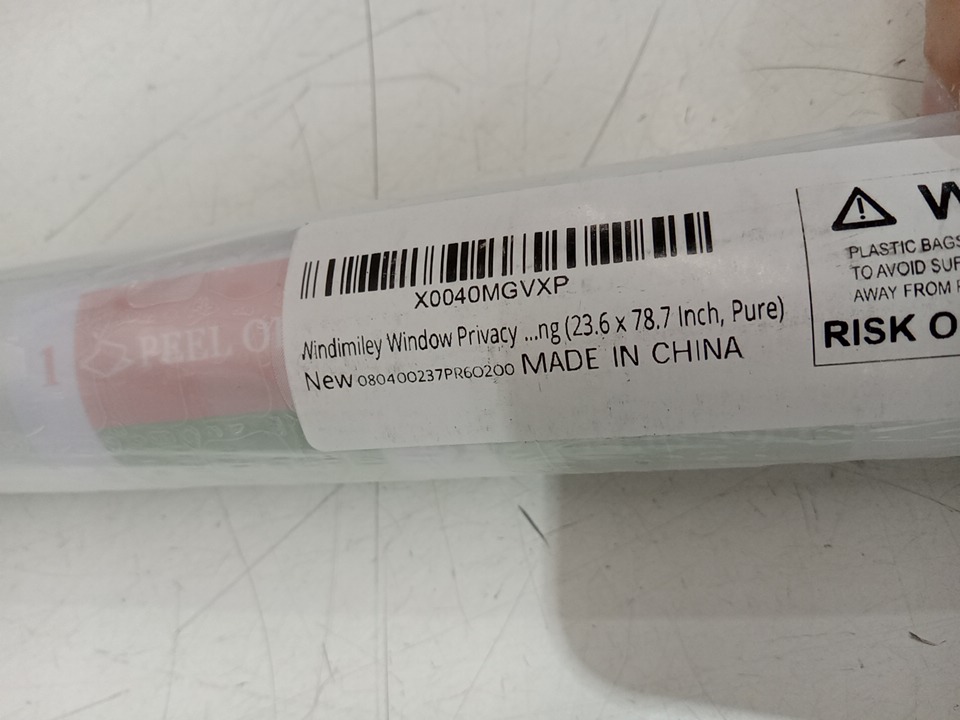 X0040MGVXP
Windimiley Window Privacy ...ng (23.6 x 78.7 Inch, Pure)
New 080400237PR60200 MADE IN CHINA
1
PEEL
PLASTIC BAGS
TO AVOID
AWAY FROM
RISK